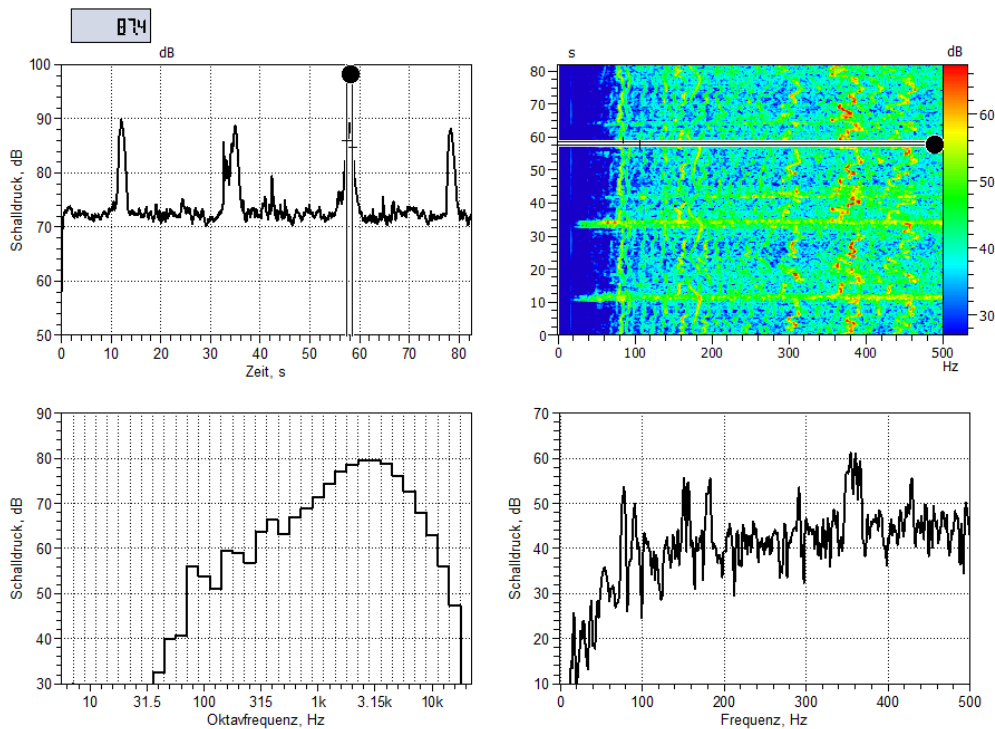 87.4
dB
Schalldruck, dB
100
90
80
70
60
50
0 10 20 30 40 50 60 70 80
Zeit, s
s dB
80
70
60
50
40
30
20
10
0
0 100 200 300 400 500
Hz
60
50
40
30
Schalldruck, dB
90
80
70
60
50
40
30
10 31.5 100 315 1k 3.15k 10k
Oktavfrequenz, Hz
Schalldruck, dB
70
60
50
40
30
20
10
0 100 200 300 400 500
Frequenz, Hz